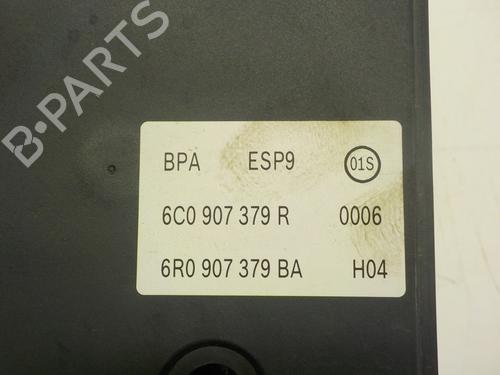 B-PARTS
BPA ESP9 01S
6C0 907 379 R 0006
6R0 907 379 BA H04